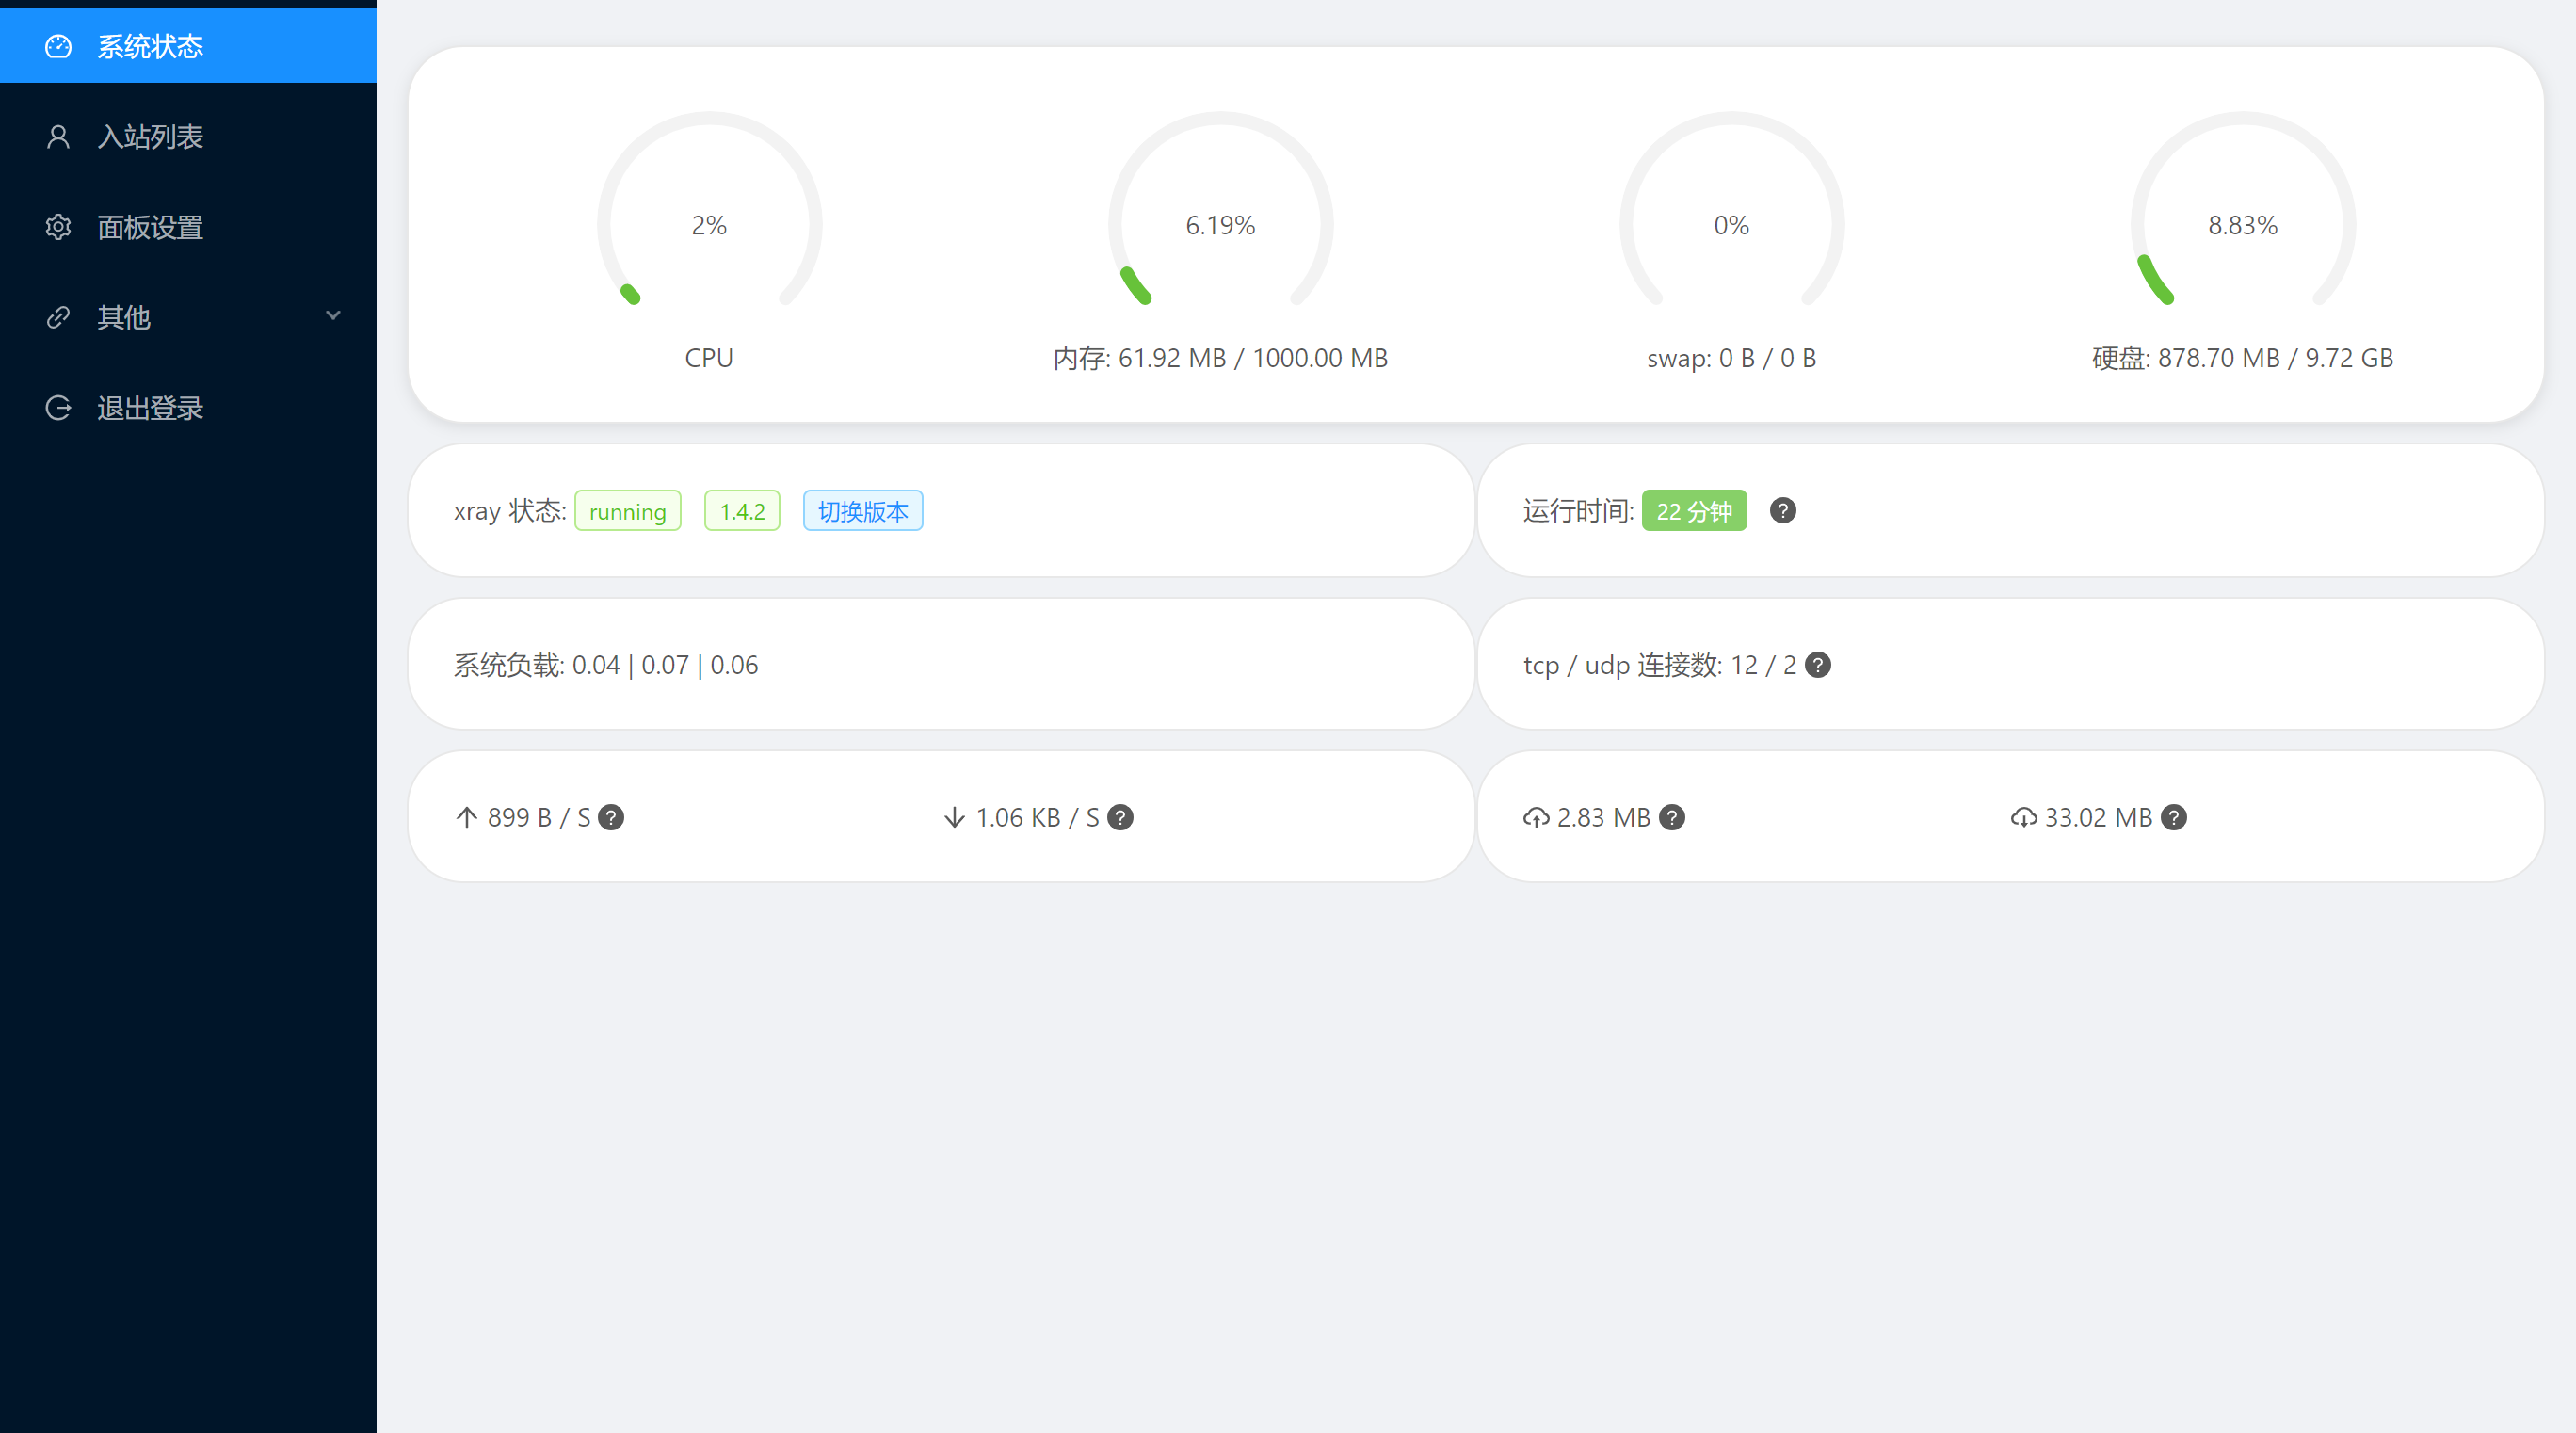 系统状态
入站列表
面板设置
其他
退出登录
2%
6.19%
0%
8.83%
CPU
内存: 61.92 MB / 1000.00 MB
swap: 0 B / 0 B
硬盘: 878.70 MB / 9.72 GB
xray 状态: running 1.4.2 切换版本
运行时间: 22 分钟 ?
系统负载: 0.04 | 0.07 | 0.06
tcp / udp 连接数: 12 / 2 ?
899 B / S ?
1.06 KB / S ?
2.83 MB ?
33.02 MB ?